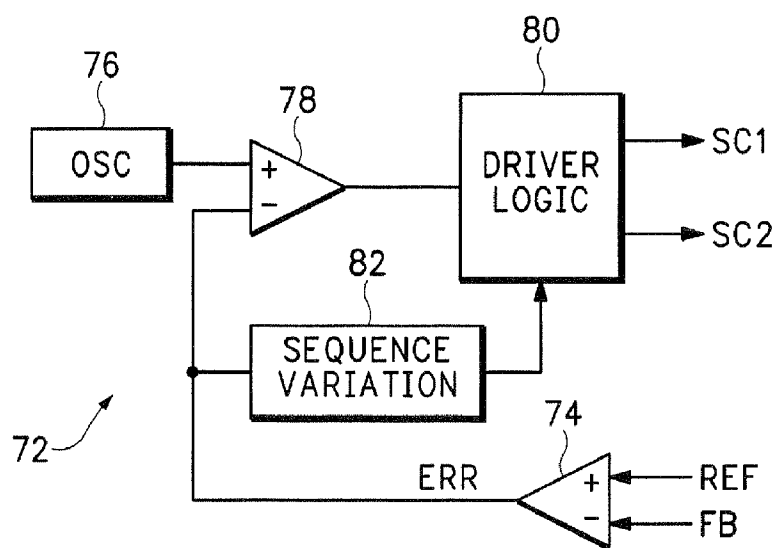 76
OSC
78
+
-
80
DRIVER
LOGIC
SC1
SC2
82
SEQUENCE
VARIATION
72
74
ERR
+
-
REF
FB